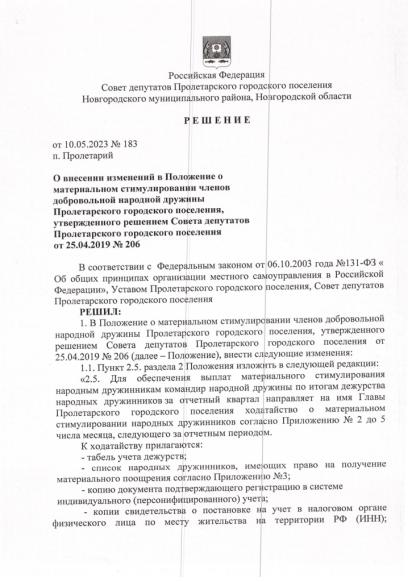 Российская Федерация
Совет депутатов Пролетарского городского поселения
Новгородского муниципального района, Новгородской области
РЕШЕНИЕ
от 10.05.2023 № 183
п. Пролетарий
О внесении изменений в Положение о
материальном стимулировании членов
добровольной народной дружины
Пролетарского городского поселения,
утвержденного решением Совета депутатов
Пролетарского городского поселения
от 25.04.2019 № 206
В соответствии с Федеральным законом от 06.10.2003 года №131-ФЗ «
Об общих принципах организации местного самоуправления в Российской
Федерации», Уставом Пролетарского городского поселения, Совет депутатов
Пролетарского городского поселения
РЕШИЛ:
1. В Положение о материальном стимулировании членов добровольной
народной дружины Пролетарского городского поселения, утвержденного
решением Совета депутатов Пролетарского городского поселения от
25.04.2019 № 206 (далее – Положение), внести следующие изменения:
1.1. Пункт 2.5. раздела 2 Положения изложить в следующей редакции:
«2.5. Для обеспечения выплат материального стимулирования
народным дружинникам командир народной дружины по итогам дежурства
народных дружинников за отчетный квартал направляет на имя Главы
Пролетарского городского поселения ходатайство о материальном
стимулировании народных дружинников согласно Приложению № 2 до 5
числа месяца, следующего за отчетным периодом.
К ходатайству прилагаются:
- табель учета дежурств;
- список народных дружинников, имеющих право на получение
материального поощрения согласно Приложению №3;
- копию документа подтверждающего регистрацию в системе
индивидуального (персонифицированного) учета;
- копии свидетельства о постановке на учет в налоговом органе
физического лица по месту жительства на территории РФ (ИНН);